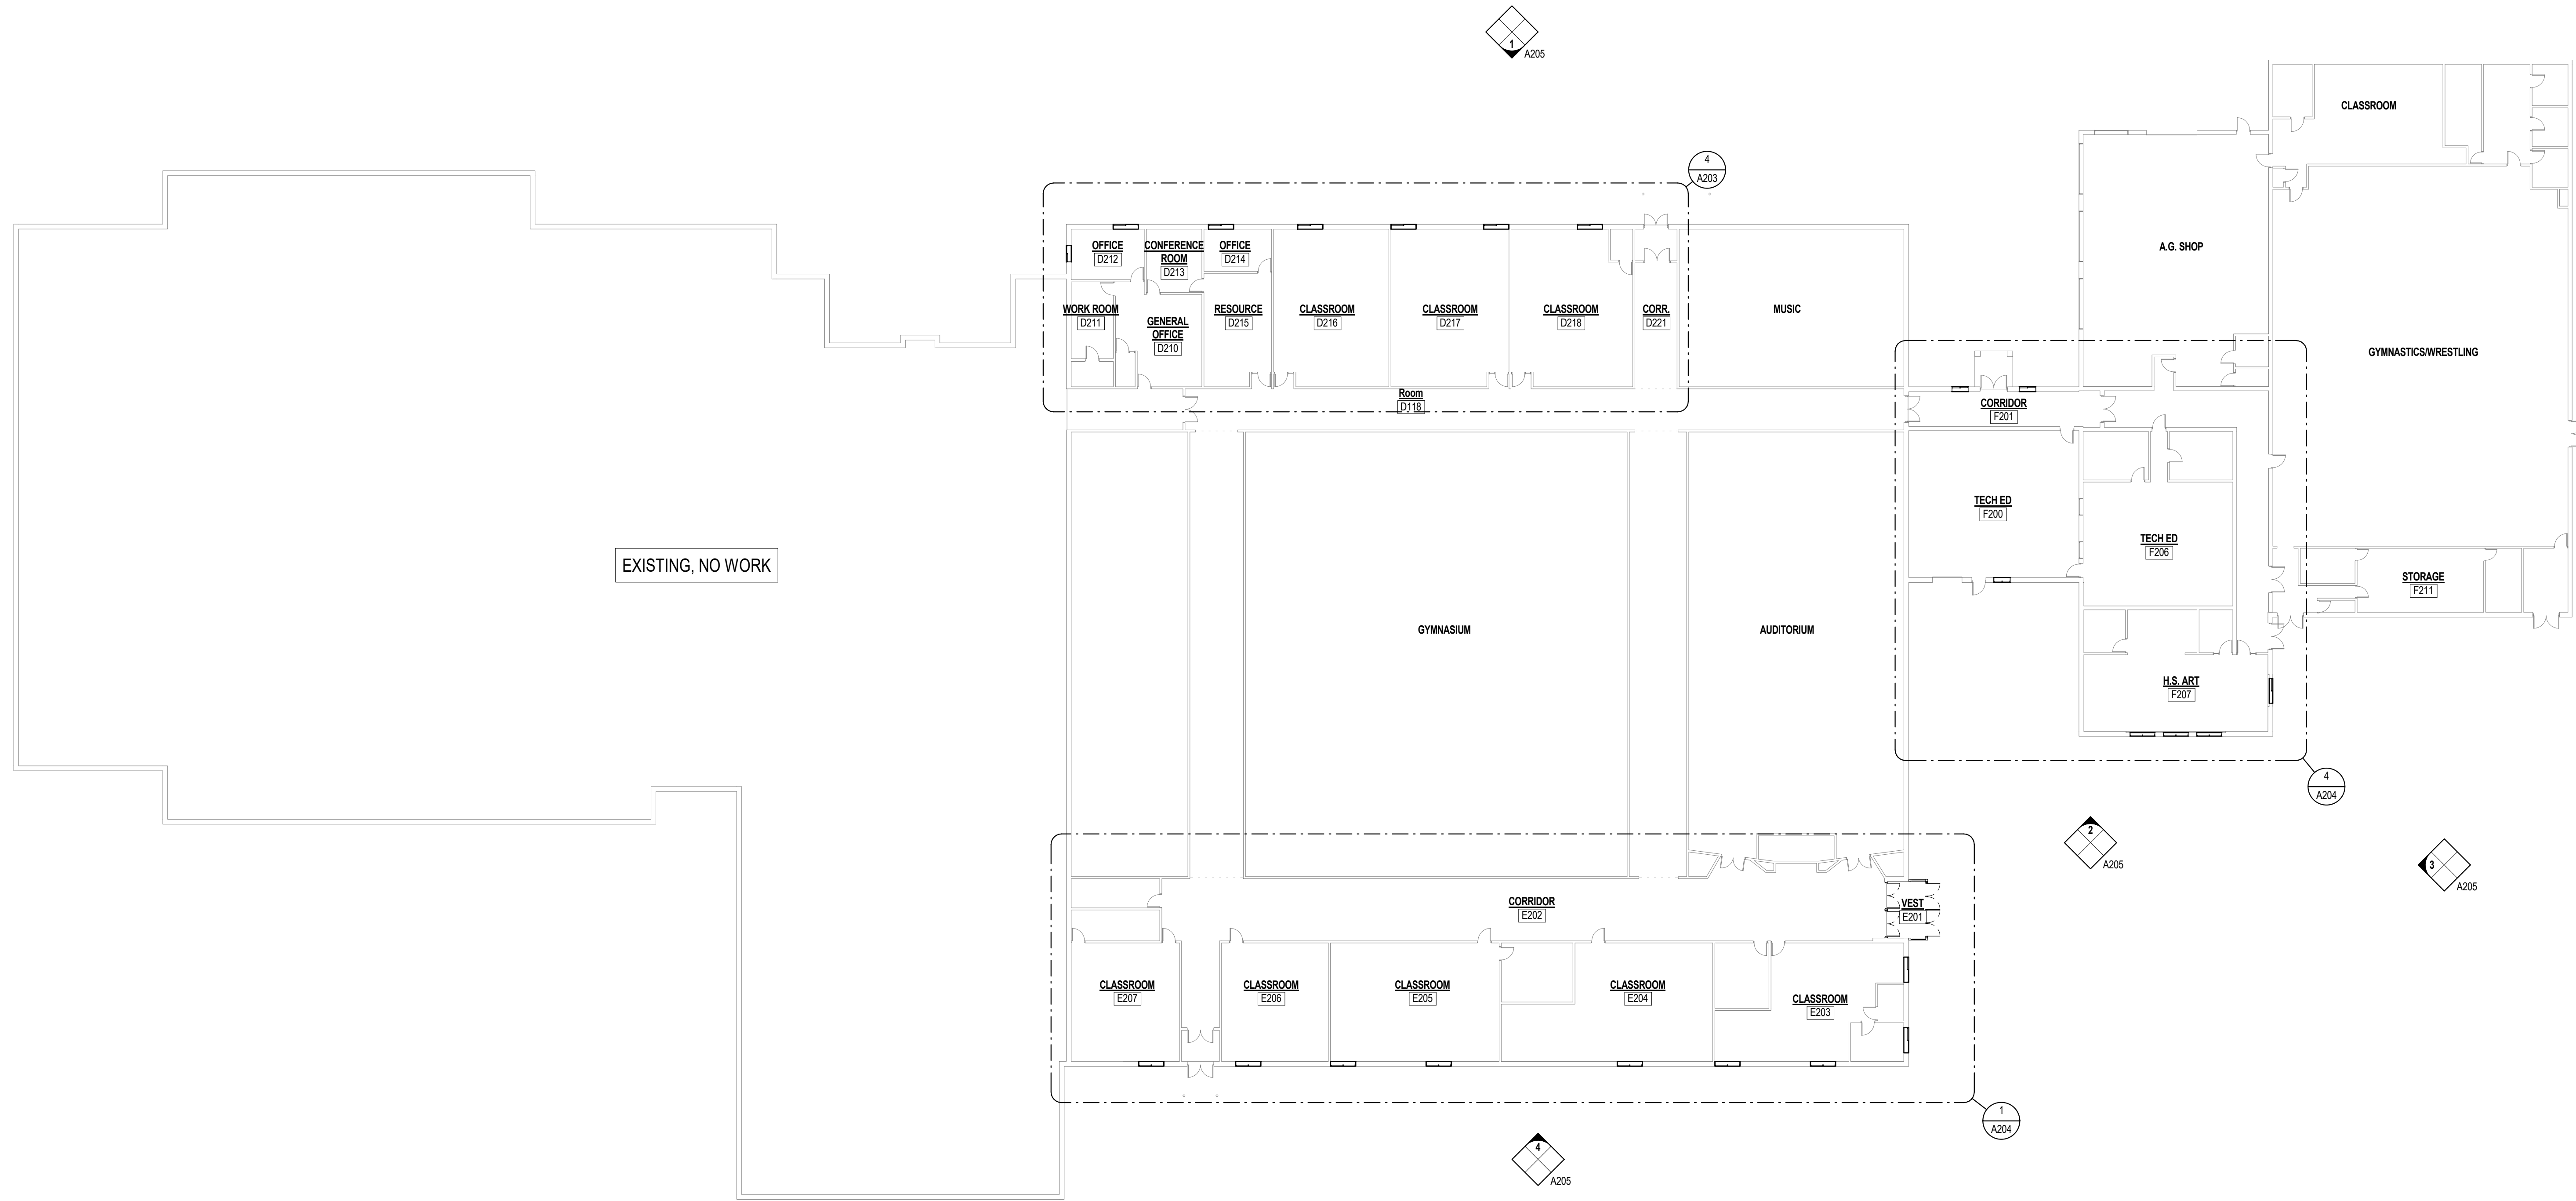 1
A205
CLASSROOM
4
A203
A.G. SHOP
OFFICE
D212
CONFERENCE
ROOM
D213
OFFICE
D214
WORK ROOM
D211
GENERAL
OFFICE
D210
RESOURCE
D215
CLASSROOM
D216
CLASSROOM
D217
CLASSROOM
D218
CORR.
D221
MUSIC
GYMNASTICS/WRESTLING
Room
D118
CORRIDOR
F201
TECH ED
F200
TECH ED
F206
EXISTING, NO WORK
STORAGE
F211
GYMNASIUM
AUDITORIUM
H.S. ART
F207
4
A204
2
A205
3
A205
CORRIDOR
E202
VEST
E201
CLASSROOM
E207
CLASSROOM
E206
CLASSROOM
E205
CLASSROOM
E204
CLASSROOM
E203
1
A204
4
A205